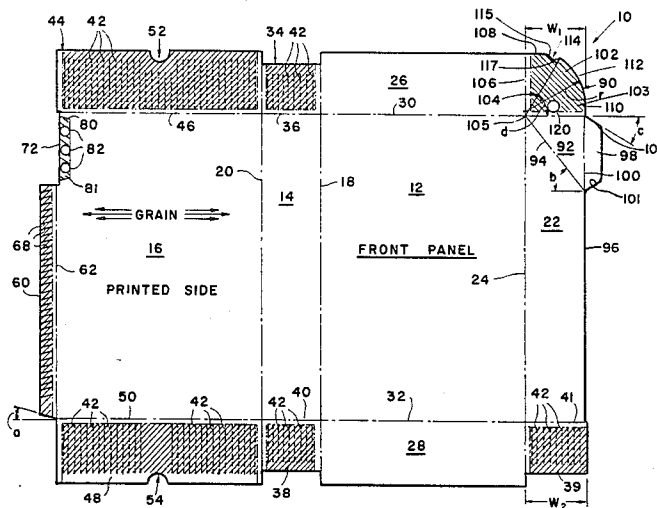 44 42 52 34 42 115 108 114 W₁ 10
117 102 112
26 106 90
104 103
r
110
46 36 30 105 d 120 c
80
72 82 20 94 92 98 10
81 14 18 12 b 100
GRAIN 101
68 16 22
62 FRONT PANEL 96
60 PRINTED SIDE 24
50 40 32 42 41
a 42 42 42
28
48 54 38 39
W₂